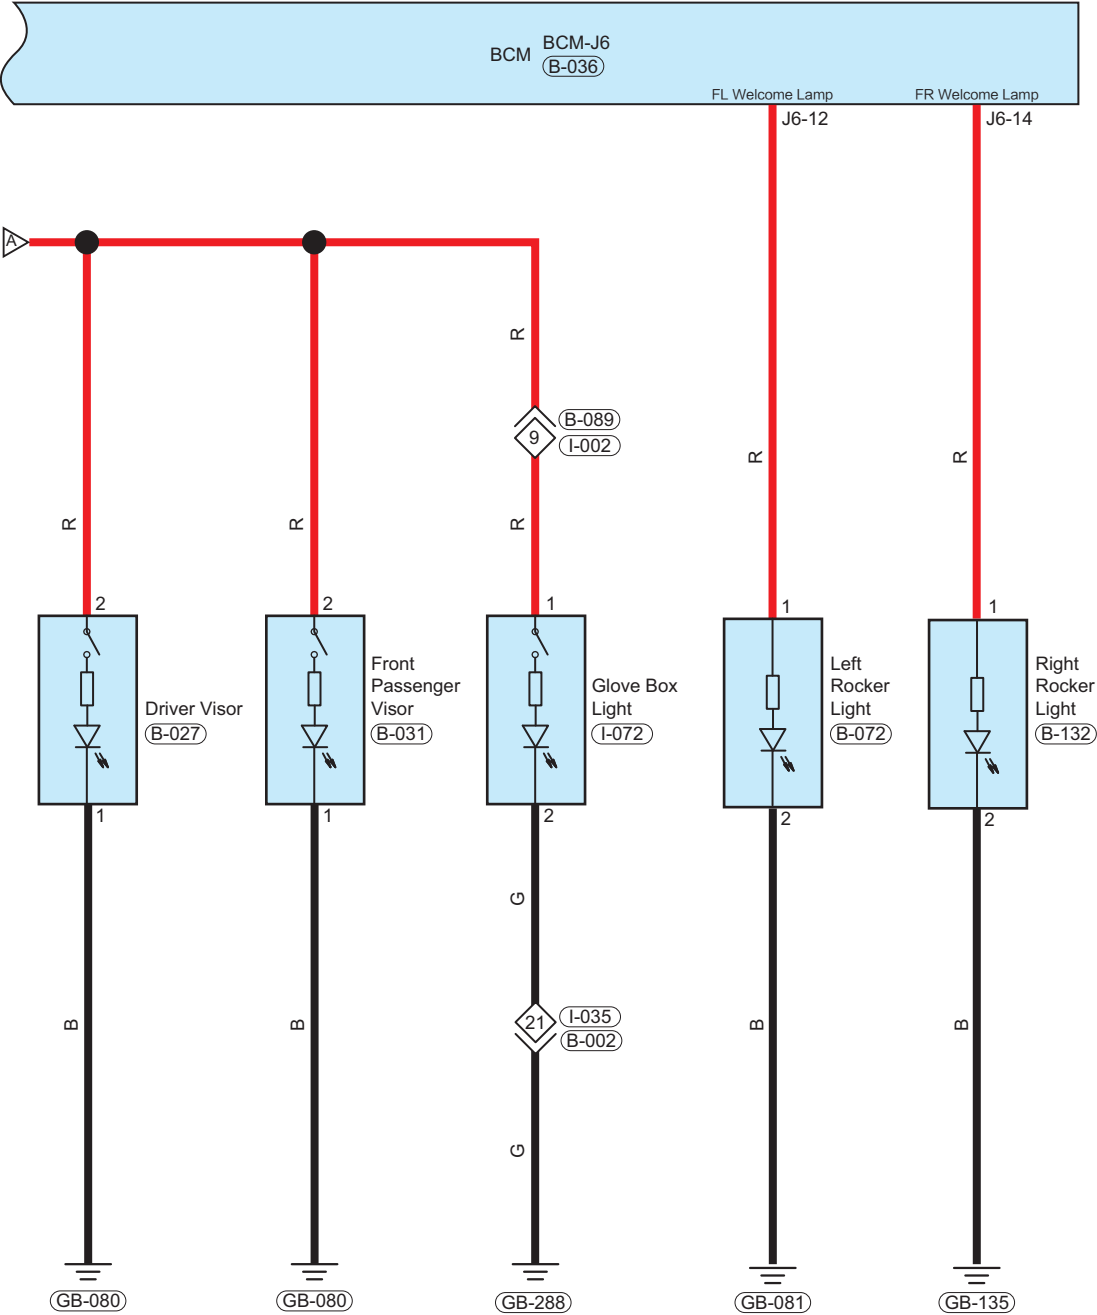 BCM
BCM-J6
B-036
FL Welcome Lamp
FR Welcome Lamp
J6-12
J6-14
A
R
B-089
9
I-002
R
R
R
R
R
2
2
1
1
1
Driver Visor
B-027
Front
Passenger
Visor
B-031
Glove Box
Light
I-072
Left
Rocker
Light
B-072
Right
Rocker
Light
B-132
1
1
2
2
2
G
B
B
21
I-035
B-002
B
B
G
GB-080
GB-080
GB-288
GB-081
GB-135